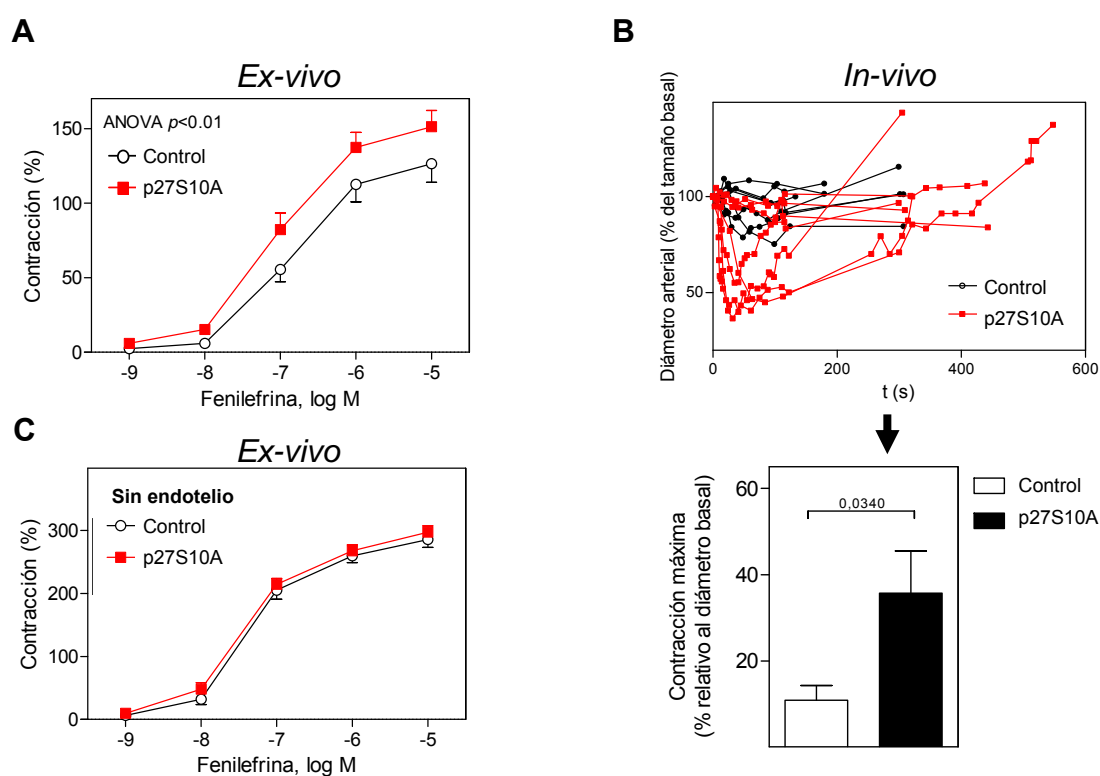 A
Ex-vivo
ANOVA p<0.01
Control
p27S10A
Contracción (%)
150
100
50
0
-9 -8 -7 -6 -5
Fenilefrina, log M
B
In-vivo
Diámetro arterial (% del tamaño basal)
100
50
Control
p27S10A
0 200 400 600
t (s)
C
Ex-vivo
Sin endotelio
Control
p27S10A
Contracción (%)
300
200
100
0
-9 -8 -7 -6 -5
Fenilefrina, log M
Contracción máxima
(% relativo al diámetro basal)
60
40
20
0,0340
Control
p27S10A